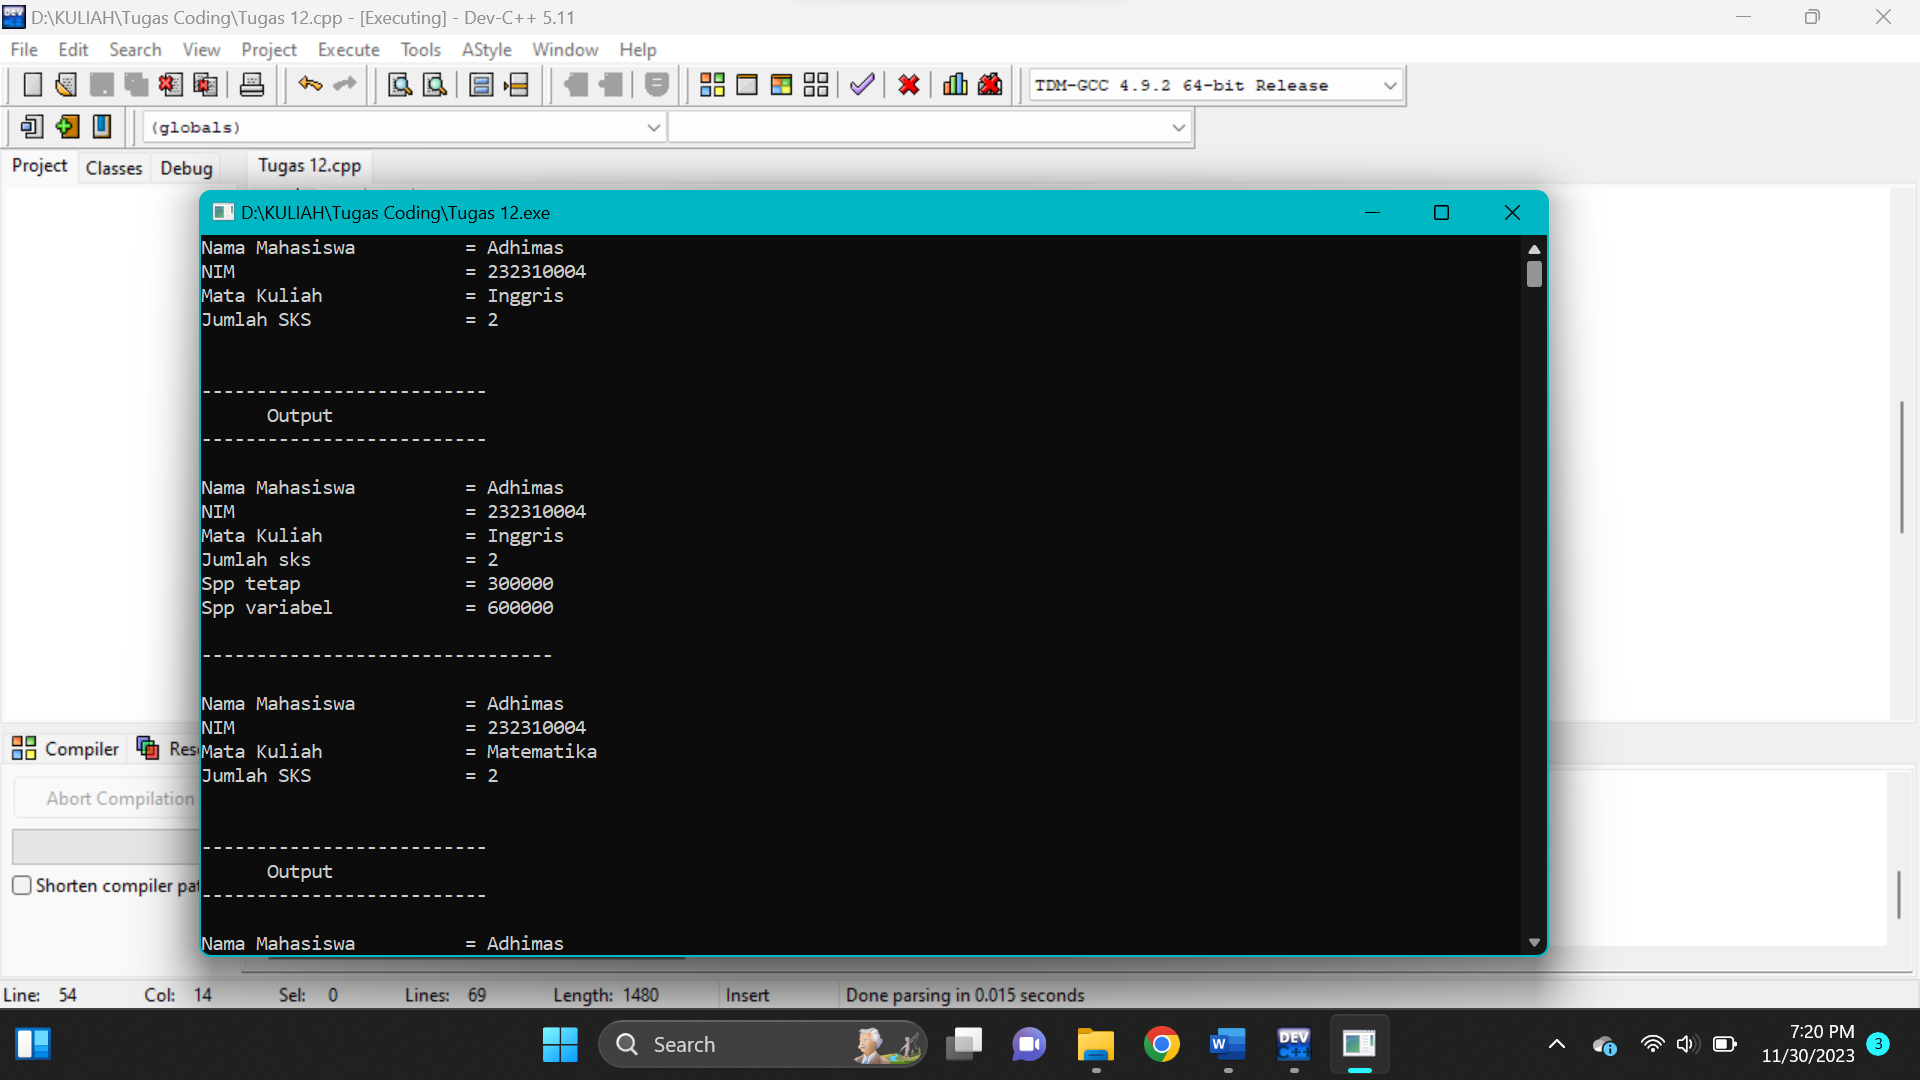 D:\KULIAH\Tugas Coding\Tugas 12.cpp - [Executing] - Dev-C++ 5.11
File Edit Search View Project Execute Tools AStyle Window Help
TDM-GCC 4.9.2 64-bit Release
(globals)
Project Classes Debug Tugas 12.cpp
D:\KULIAH\Tugas Coding\Tugas 12.exe
Nama Mahasiswa = Adhimas
NIM = 232310004
Mata Kuliah = Inggris
Jumlah SKS = 2
--------------------------
Output
--------------------------
Nama Mahasiswa = Adhimas
NIM = 232310004
Mata Kuliah = Inggris
Jumlah sks = 2
Spp tetap = 300000
Spp variabel = 600000
--------------------------------
Nama Mahasiswa = Adhimas
NIM = 232310004
Mata Kuliah = Matematika
Jumlah SKS = 2
--------------------------
Output
--------------------------
Nama Mahasiswa = Adhimas
Compiler
Abort Compilation
Shorten compiler
Line: 54 Col: 14 Sel: 0 Lines: 69 Length: 1480 Insert Done parsing in 0.015 seconds
Search
DEV
C++
7:20 PM
11/30/2023
3